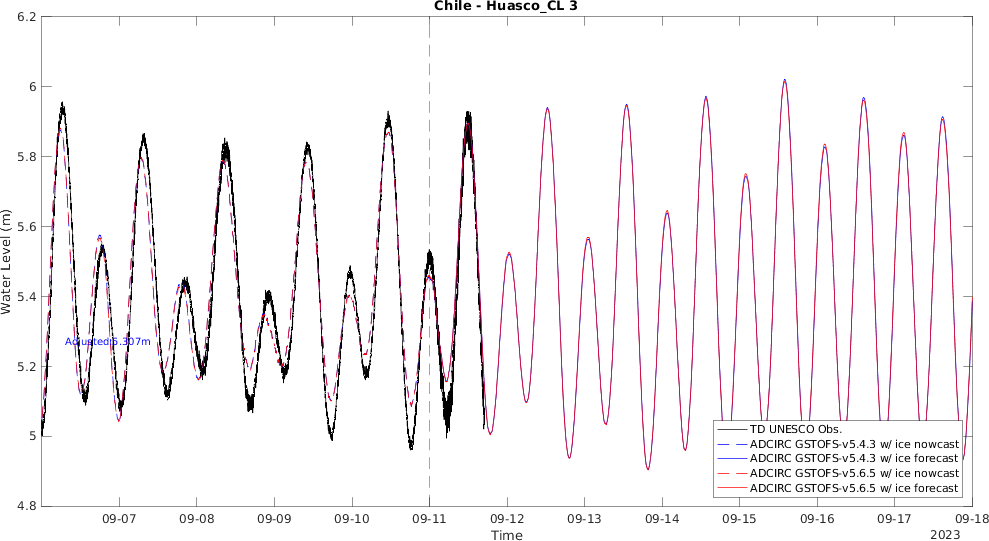 Chile - Huasco_CL 3
6.2
6
5.8
5.6
5.4
5.2
5
4.8
Water Level (m)
Adjusted:5.307m
TD UNESCO Obs.
ADCIRC GSTOFS-v5.4.3 w/ ice nowcast
ADCIRC GSTOFS-v5.4.3 w/ ice forecast
ADCIRC GSTOFS-v5.6.5 w/ ice nowcast
ADCIRC GSTOFS-v5.6.5 w/ ice forecast
09-07 09-08 09-09 09-10 09-11 09-12 09-13 09-14 09-15 09-16 09-17 09-18
Time
2023